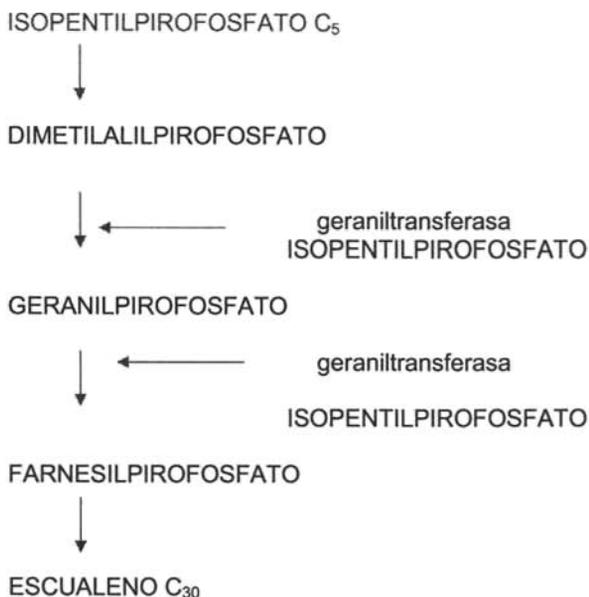 ISOPENTILPIROFOSFATO C₅
DIMETILALILPIROFOSFATO
geraniltransferasa
ISOPENTILPIROFOSFATO
GERANILPIROFOSFATO
geraniltransferasa
ISOPENTILPIROFOSFATO
FARNESILPIROFOSFATO
ESCUALENO C₃₀